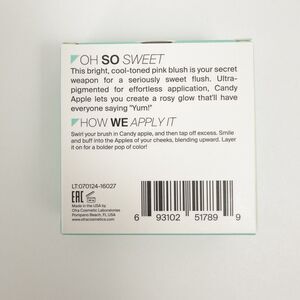 OH SO SWEET
This bright, cool-toned pink blush is your secret
weapon for a seriously sweet flush. Ultra-
pigmented for effortless application, Candy
Apple lets you create a rosy glow that'll have
everyone saying "Yum!"
HOW WE APPLY IT
Swirl your brush in Candy apple, and then tap off excess. Smile
and buff into the Apples of your cheeks, blending upward. Layer
it on for a bolder pop of color!
LT:070124-16027
EAC
Made in the USA by
Ofra Cosmetic Laboratories
Pompano Beach, FL USA
www.ofracosmetics.com
6 93102 51789 9